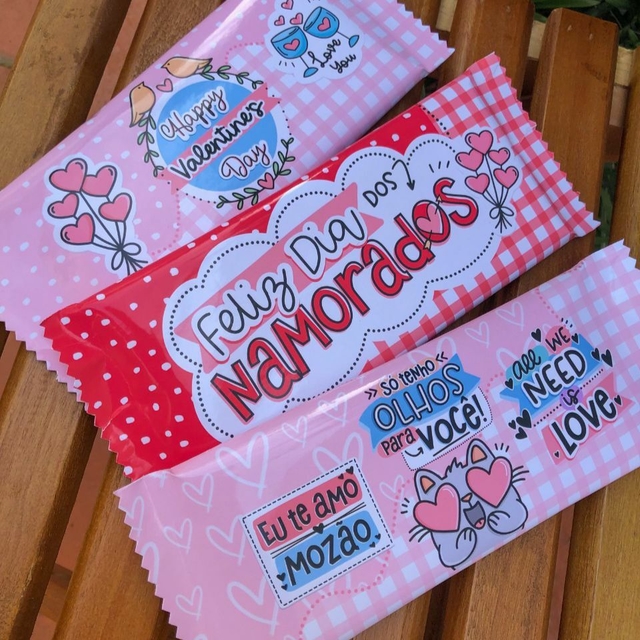 Love
You
Happy
Valentine's
Day
Feliz Dia
DOS
Namorados
Só tenho
OLHOS
para você!
all we
NEED
is
LOVE
Eu te amo
mozão